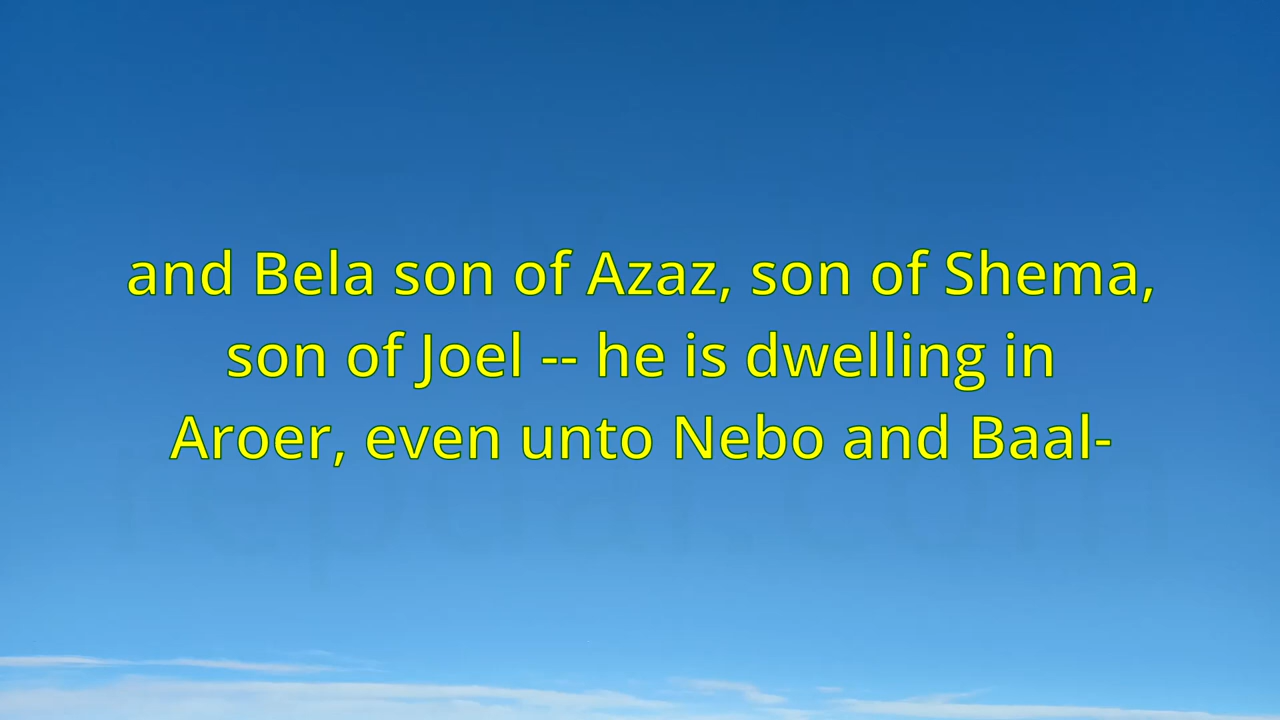 and Bela son of Azaz, son of Shema,
son of Joel -- he is dwelling in
Aroer, even unto Nebo and Baal-